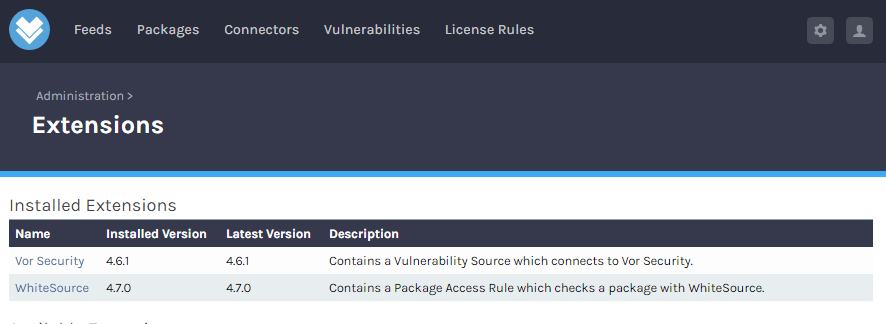 Feeds Packages Connectors Vulnerabilities License Rules
Administration >
Extensions
Installed Extensions
Name Installed Version Latest Version Description
Vor Security 4.6.1 4.6.1 Contains a Vulnerability Source which connects to Vor Security.
WhiteSource 4.7.0 4.7.0 Contains a Package Access Rule which checks a package with WhiteSource.